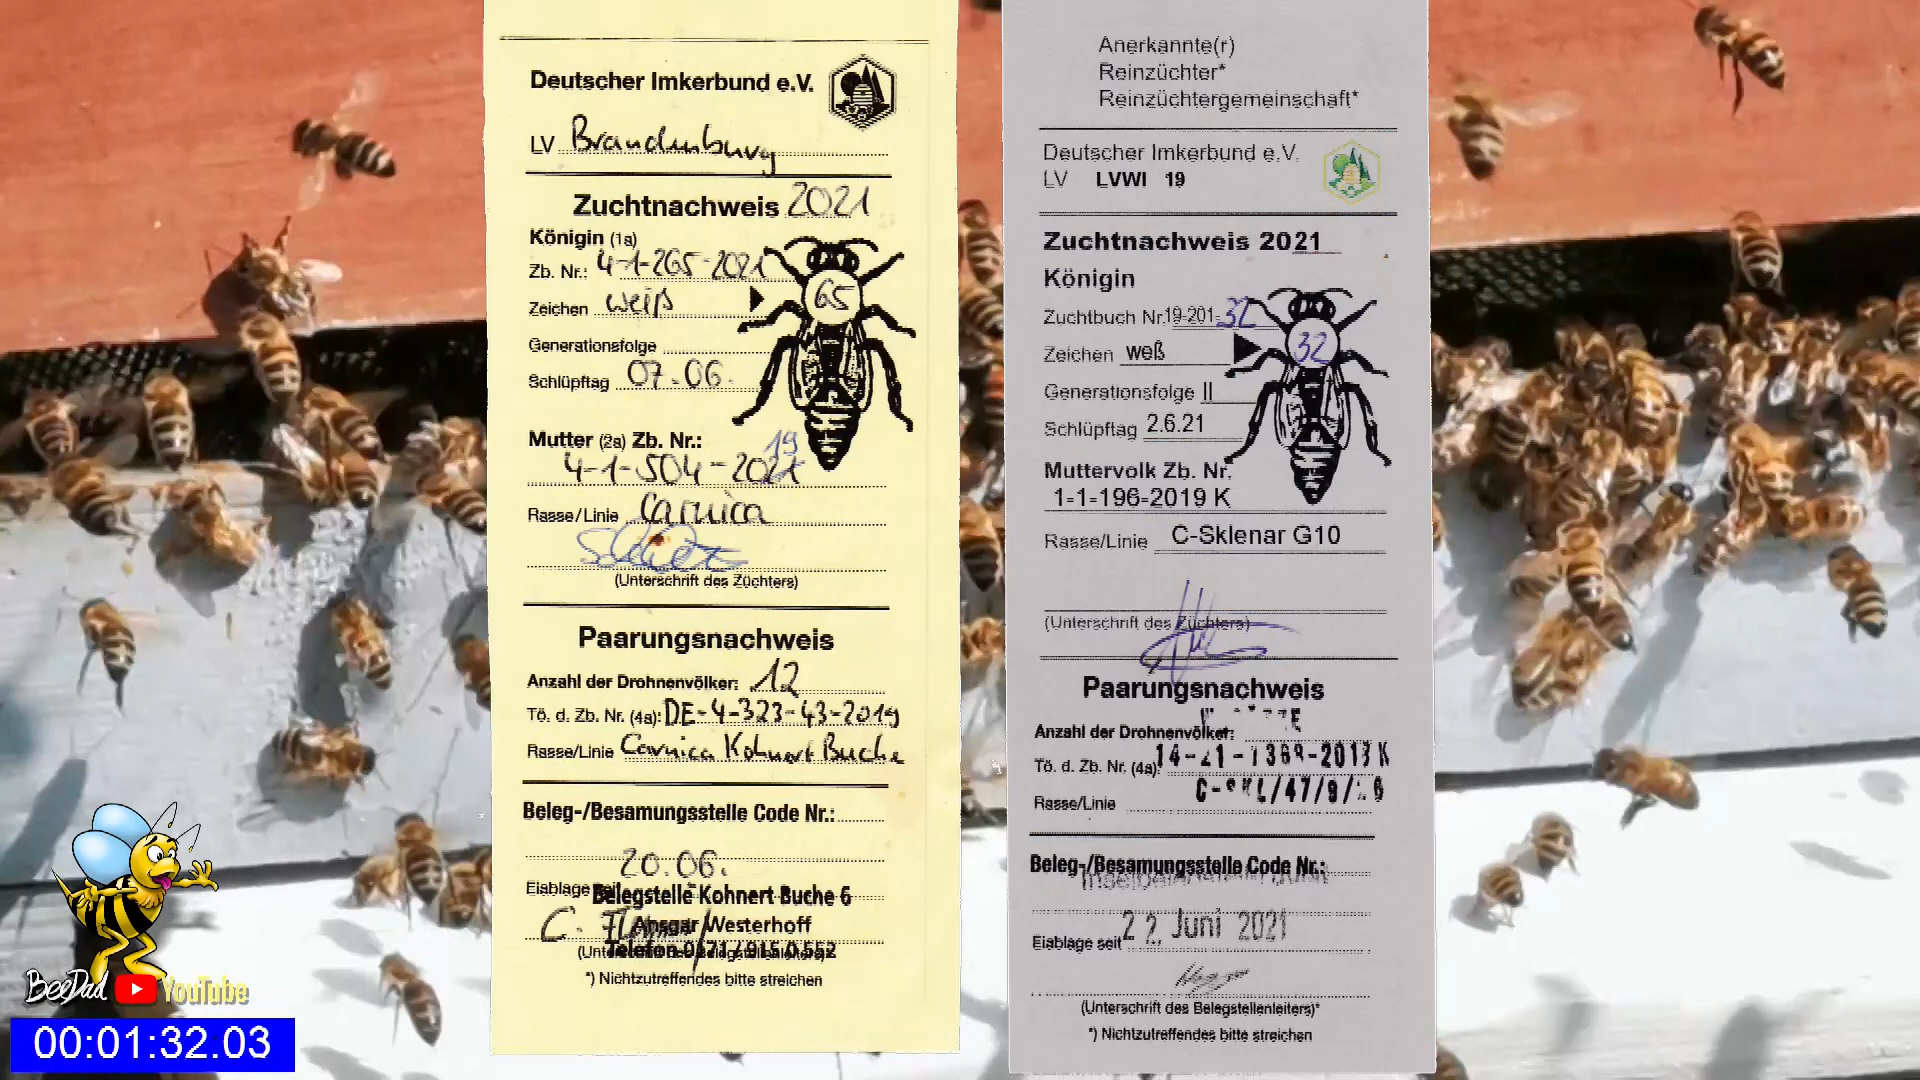 Deutscher Imkerbund e.V.
LV Brandenburg
Zuchtnachweis 2021
Königin (1a)
Zb. Nr.: 4-1-265-2021
Zeichen weiß
65
Generationsfolge
Schlüpftag 07.06.
Mutter (2a) Zb. Nr.:
19
4-1-504-2021
Rasse/Linie Carnica
(Unterschrift des Züchters)
Paarungsnachweis
Anzahl der Drohnenvölker: 12
Tö. d. Zb. Nr. (4a): DE-4-323-43-2019
Rasse/Linie Carnica Kohnert Buche
Beleg-/Besamungsstelle Code Nr.:
20.06.
Eiablage seit
Belegstelle Kohnert Buche 6
Ansgar Westerhoff
Telefon 0171/915 0 552
*) Nichtzutreffendes bitte streichen
Anerkannte(r)
Reinzüchter*
Reinzüchtergemeinschaft*
Deutscher Imkerbund e.V.
LV LVWI 19
Zuchtnachweis 2021
Königin
Zuchtbuch Nr. 19-201-32
Zeichen weß
32
Generationsfolge II
Schlüpftag 2.6.21
Muttervolk Zb. Nr.
1-1-196-2019 K
Rasse/Linie C-Sklenar G10
(Unterschrift des Züchters)
Paarungsnachweis
Anzahl der Drohnenvölker:
Tö. d. Zb. Nr. (4a):
Rasse/Linie
Beleg-/Besamungsstelle Code Nr.:
Eiablage seit 22. Juni 2021
(Unterschrift des Belegstellenleiters)*
*) Nichtzutreffendes bitte streichen
BeeDad YouTube
00:01:32.03